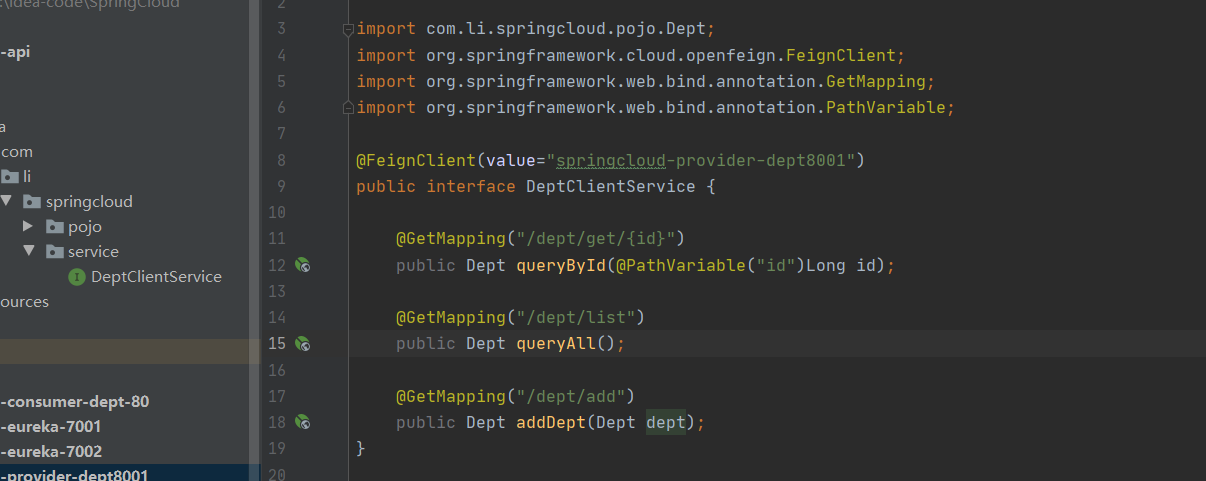 :\idea-code\SpringCloud
-api
a
com
li
springcloud
pojo
service
DeptClientService
ources
-consumer-dept-80
-eureka-7001
-eureka-7002
-provider-dept8001
2
3 import com.li.springcloud.pojo.Dept;
4 import org.springframework.cloud.openfeign.FeignClient;
5 import org.springframework.web.bind.annotation.GetMapping;
6 import org.springframework.web.bind.annotation.PathVariable;
7
8 @FeignClient(value="springcloud-provider-dept8001")
9 public interface DeptClientService {
10
11 @GetMapping("/dept/get/{id}")
12 public Dept queryById(@PathVariable("id")Long id);
13
14 @GetMapping("/dept/list")
15 public Dept queryAll();
16
17 @GetMapping("/dept/add")
18 public Dept addDept(Dept dept);
19 }
20